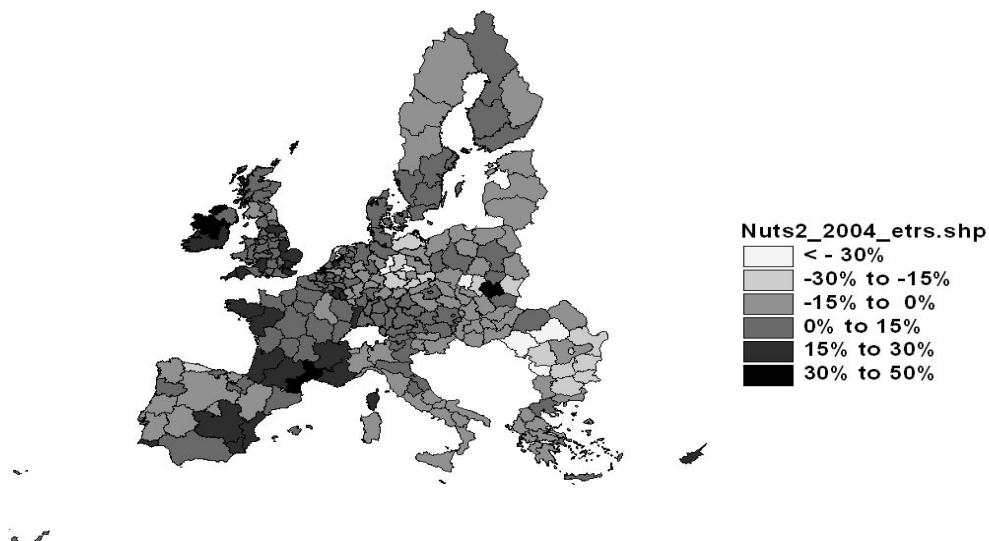 Nuts2_2004_etrs.shp
< - 30%
-30% to -15%
-15% to 0%
0% to 15%
15% to 30%
30% to 50%